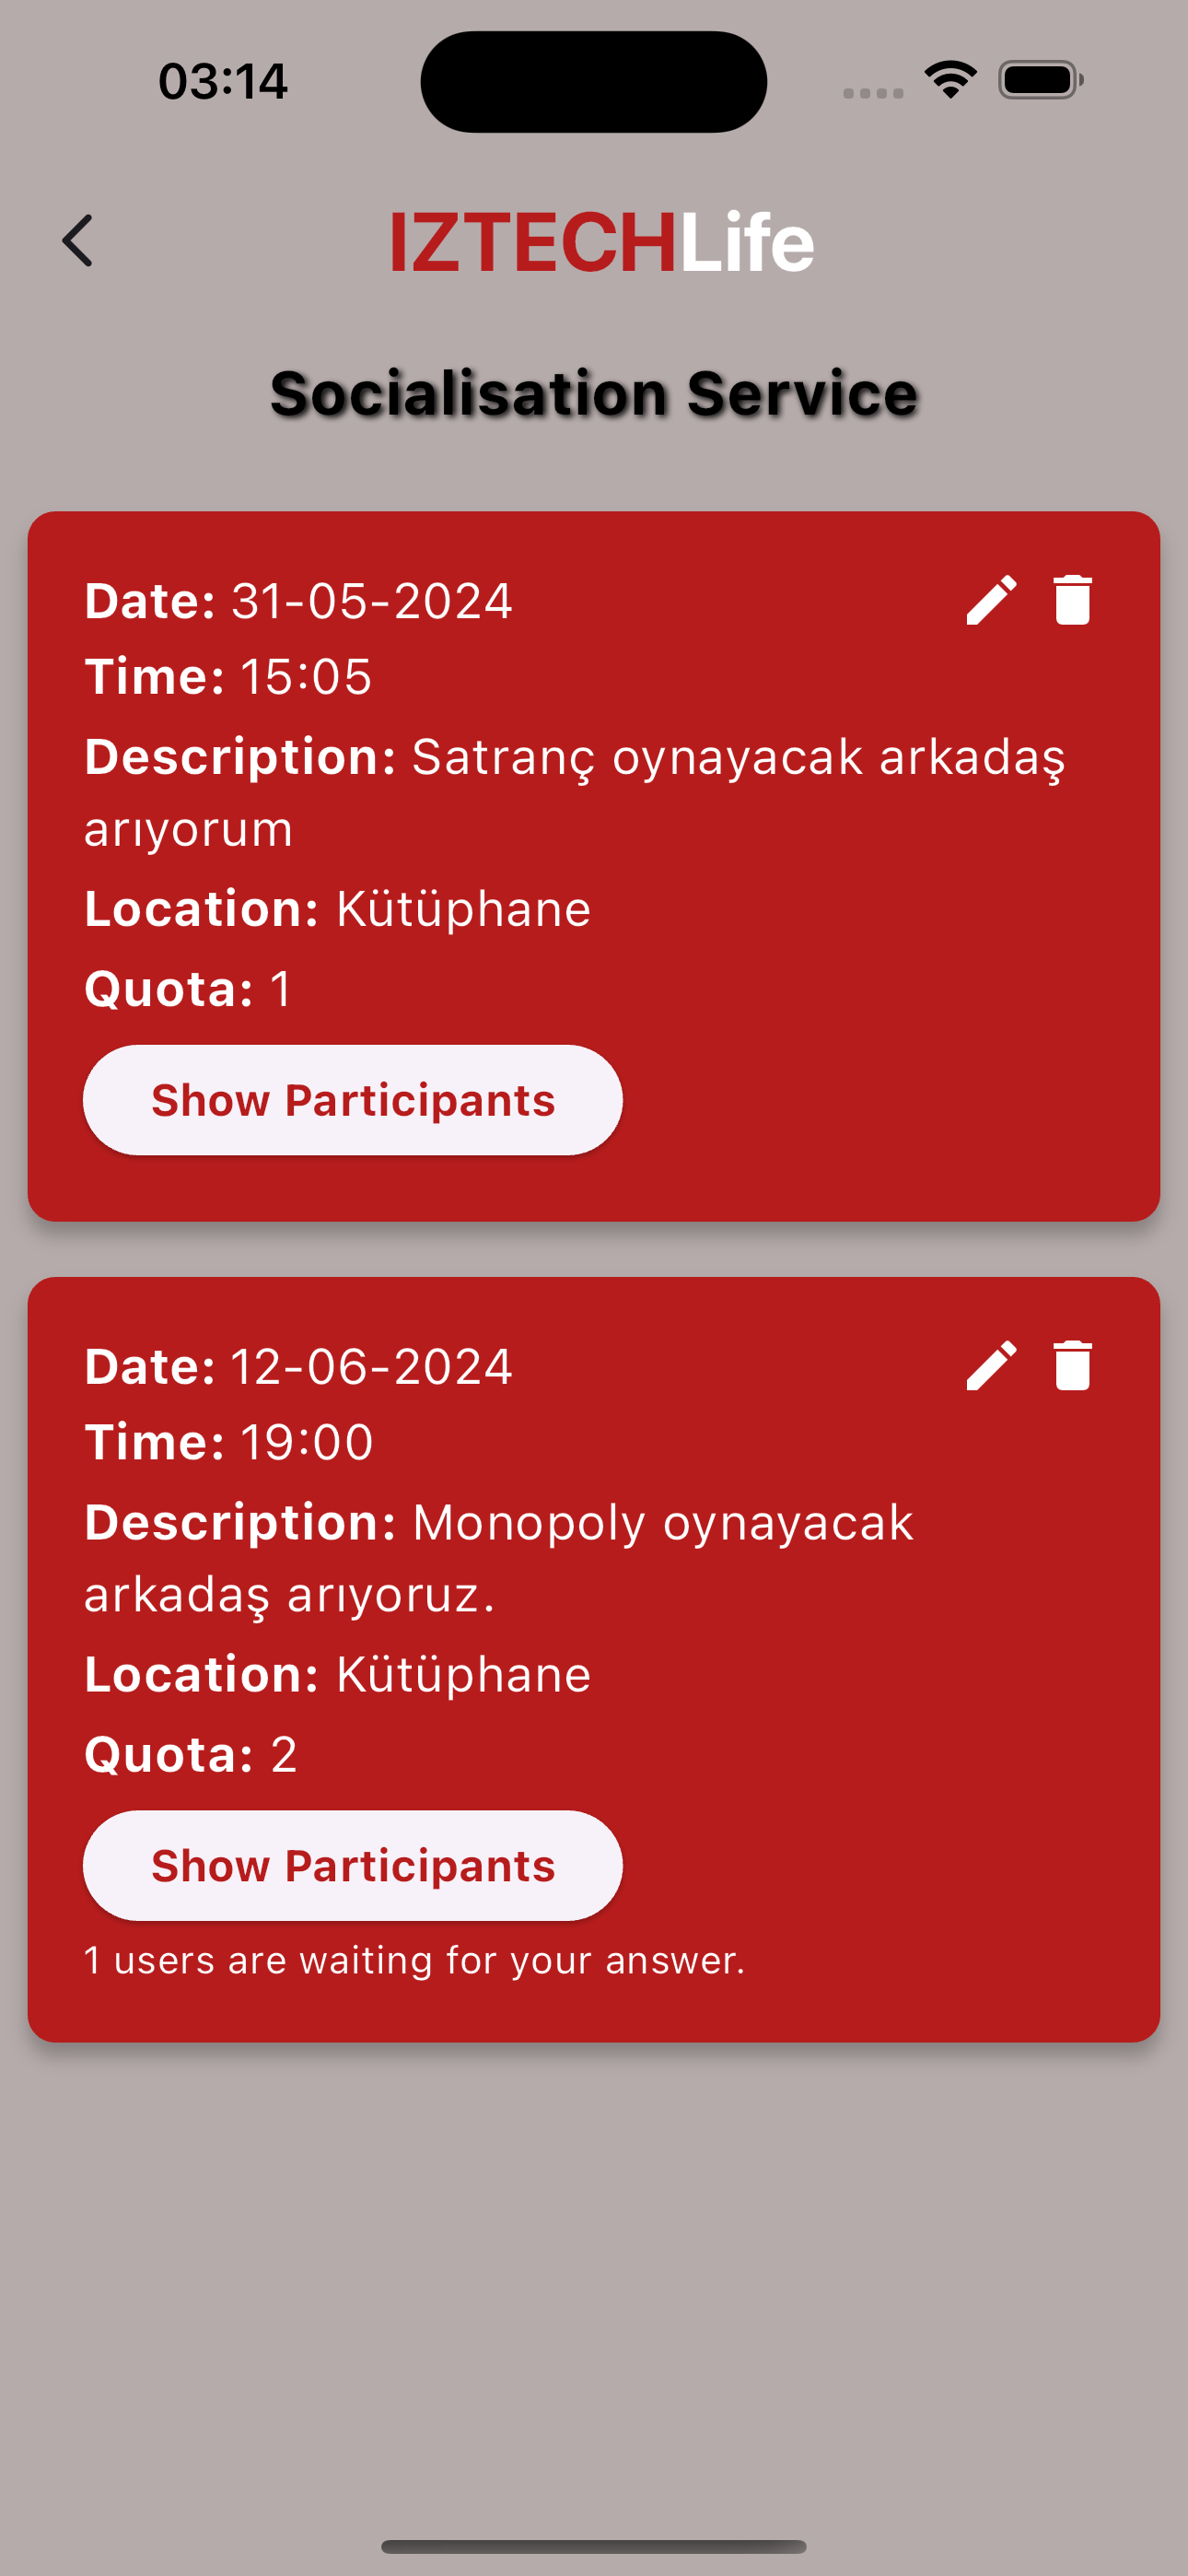 03:14
IZTECHLife
Socialisation Service
Date: 31-05-2024
Time: 15:05
Description: Satranç oynayacak arkadaş
arıyorum
Location: Kütüphane
Quota: 1
Show Participants
Date: 12-06-2024
Time: 19:00
Description: Monopoly oynayacak
arkadaş arıyoruz.
Location: Kütüphane
Quota: 2
Show Participants
1 users are waiting for your answer.